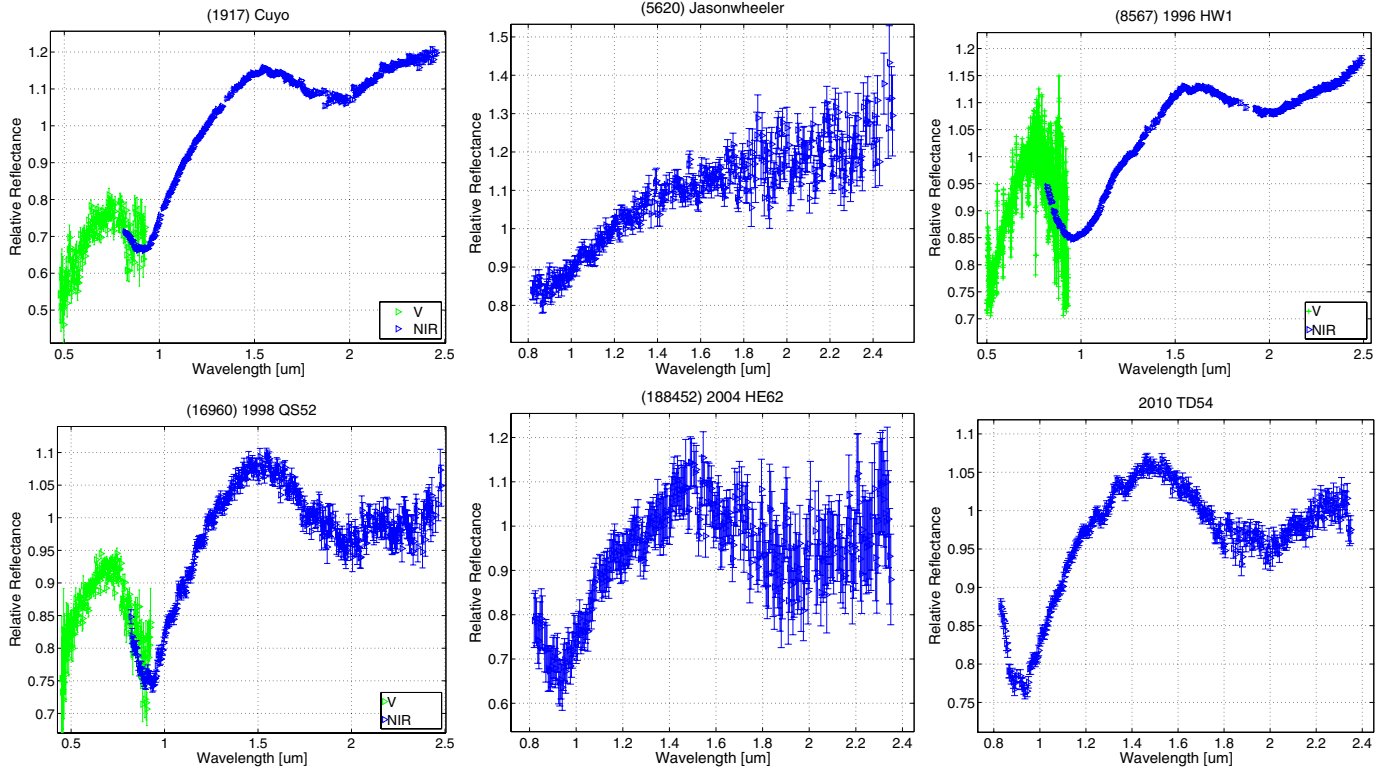 (1917) Cuyo
1.2
1.1
1
0.9
0.8
0.7
0.6
0.5
Relative Reflectance
0.5 1 1.5 2 2.5
Wavelength [um]
V
NIR
(5620) Jasonwheeler
1.5
1.4
1.3
1.2
1.1
1
0.9
0.8
Relative Reflectance
0.8 1 1.2 1.4 1.6 1.8 2 2.2 2.4
Wavelength [um]
(8567) 1996 HW1
1.2
1.15
1.1
1.05
1
0.95
0.9
0.85
0.8
0.75
0.7
Relative Reflectance
0.5 1 1.5 2 2.5
Wavelength [um]
V
NIR
(16960) 1998 QS52
1.1
1.05
1
0.95
0.9
0.85
0.8
0.75
0.7
Relative Reflectance
0.5 1 1.5 2 2.5
Wavelength [um]
V
NIR
(188452) 2004 HE62
1.2
1.1
1
0.9
0.8
0.7
0.6
Relative Reflectance
0.8 1 1.2 1.4 1.6 1.8 2 2.2 2.4
Wavelength [um]
2010 TD54
1.1
1.05
1
0.95
0.9
0.85
0.8
0.75
Relative Reflectance
0.8 1 1.2 1.4 1.6 1.8 2 2.2 2.4
Wavelength [um]